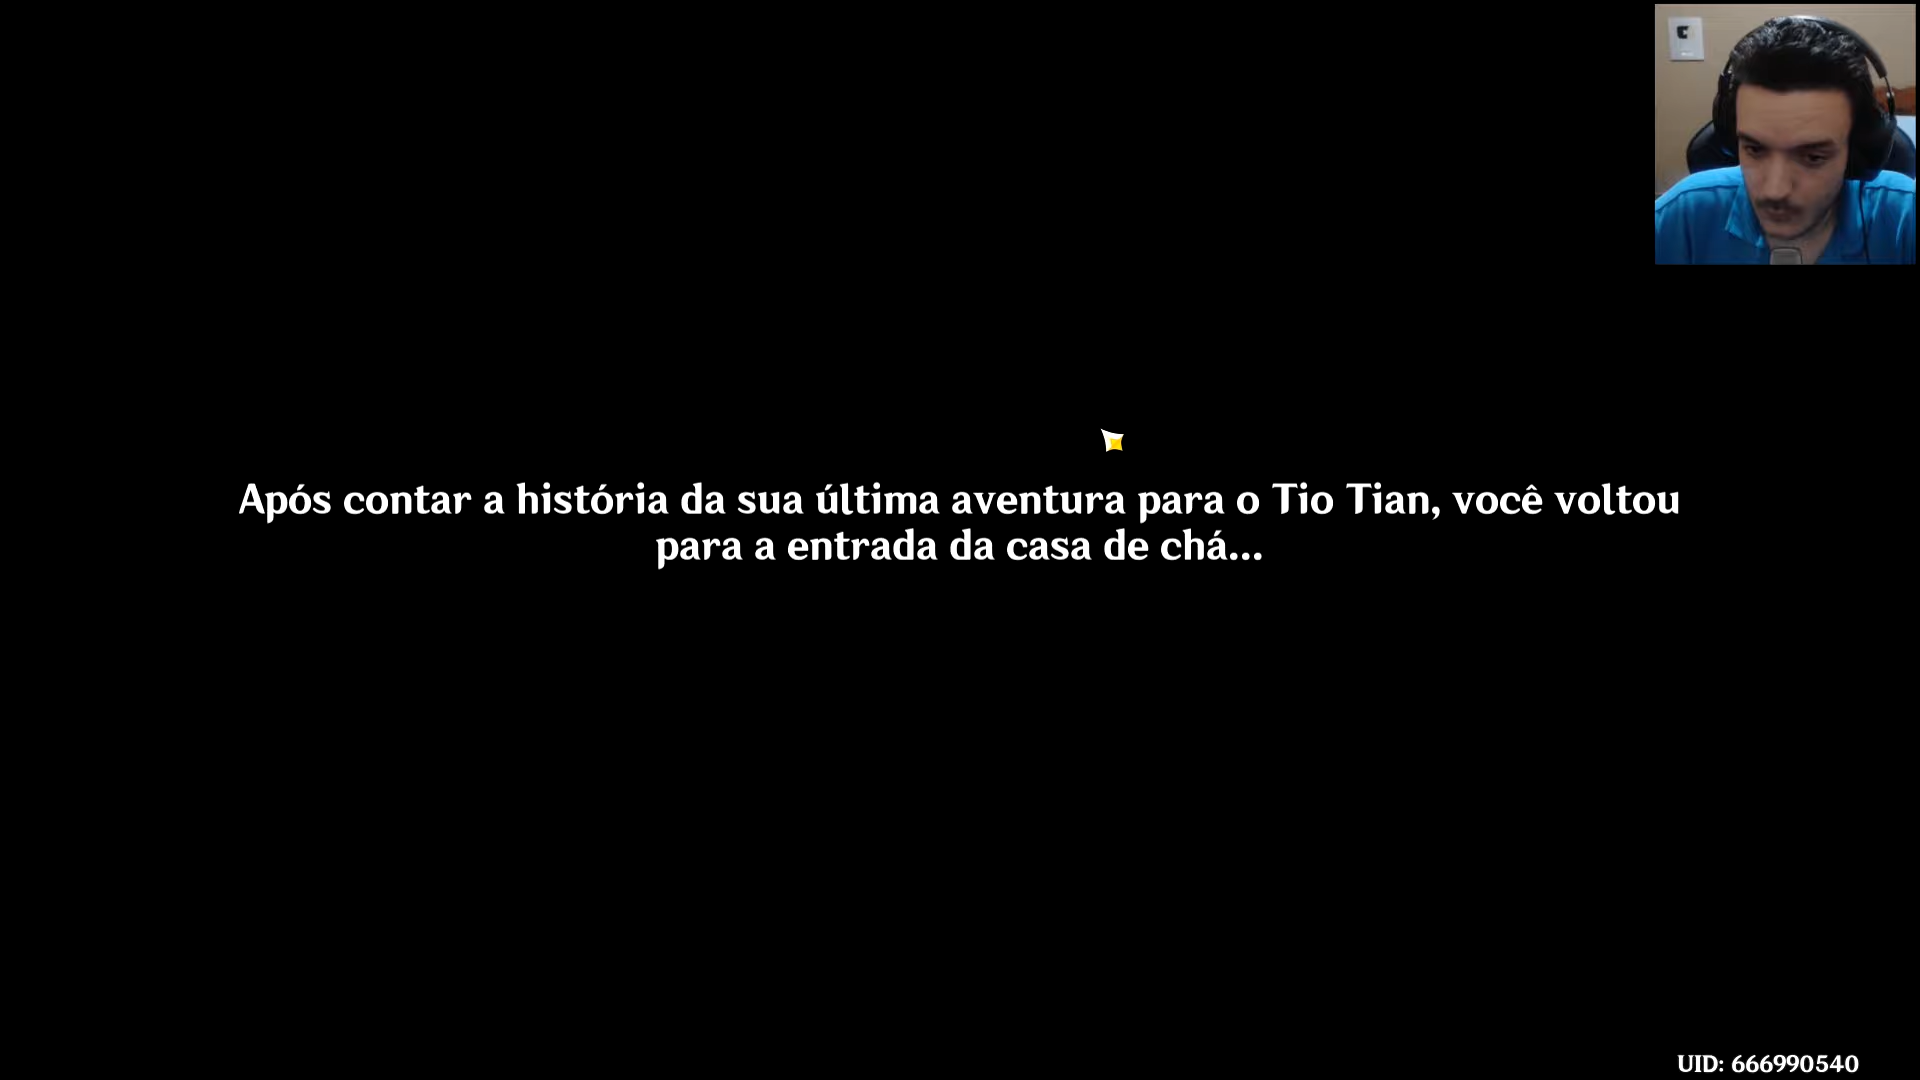 Após contar a história da sua última aventura para o Tio Tian, você voltou
para a entrada da casa de chá...
UID: 666990540